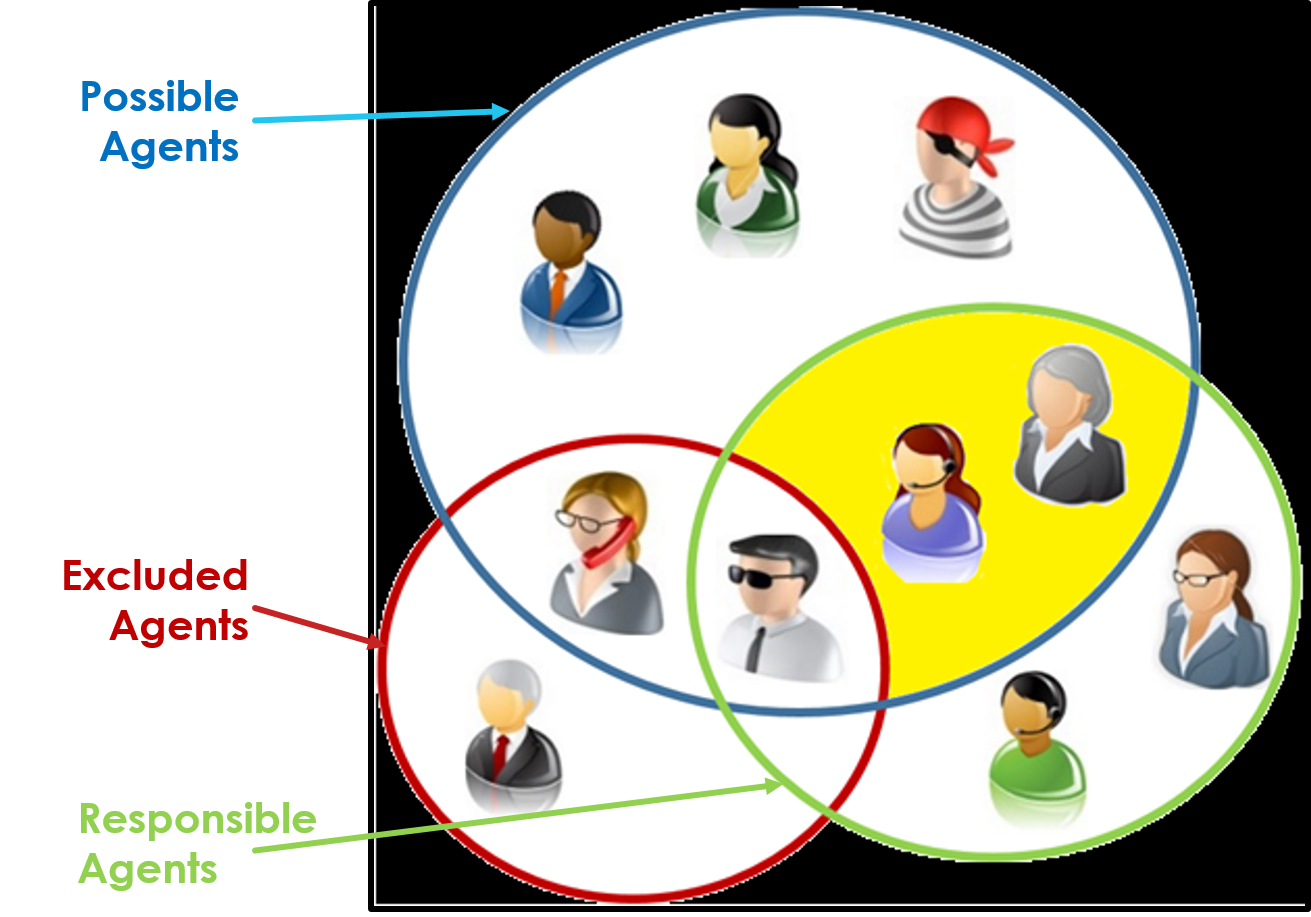 Possible
Agents
Excluded
Agents
Responsible
Agents